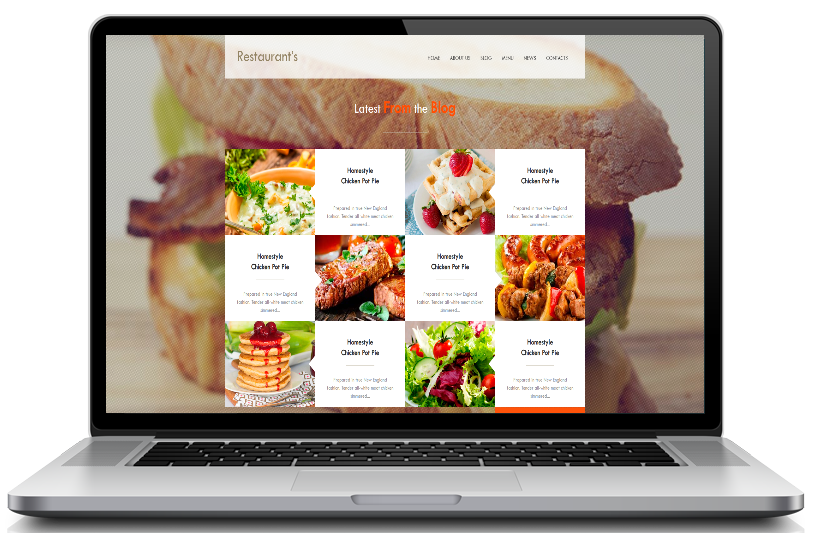 Restaurant's
HOME ABOUT US BLOG MENU NEWS CONTACTS
Latest From the Blog
Homestyle
Chicken Pot Pie
Prepared in true New England
fashion. Tender all-white meat chicken
simmered...
Homestyle
Chicken Pot Pie
Prepared in true New England
fashion. Tender all-white meat chicken
simmered...
Homestyle
Chicken Pot Pie
Prepared in true New England
fashion. Tender all-white meat chicken
simmered...
Homestyle
Chicken Pot Pie
Prepared in true New England
fashion. Tender all-white meat chicken
simmered...
Homestyle
Chicken Pot Pie
Prepared in true New England
fashion. Tender all-white meat chicken
simmered...
Homestyle
Chicken Pot Pie
Prepared in true New England
fashion. Tender all-white meat chicken
simmered...